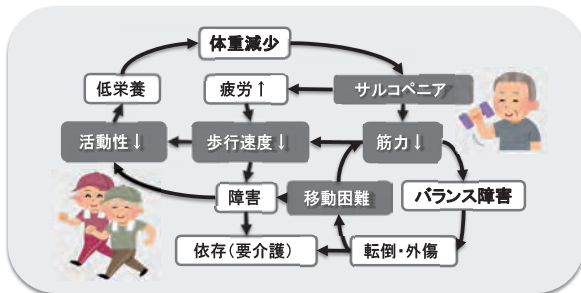 体重減少
低栄養
疲労↑
サルコペニア
活動性↓
歩行速度↓
筋力↓
障害
移動困難
バランス障害
依存(要介護)
転倒・外傷